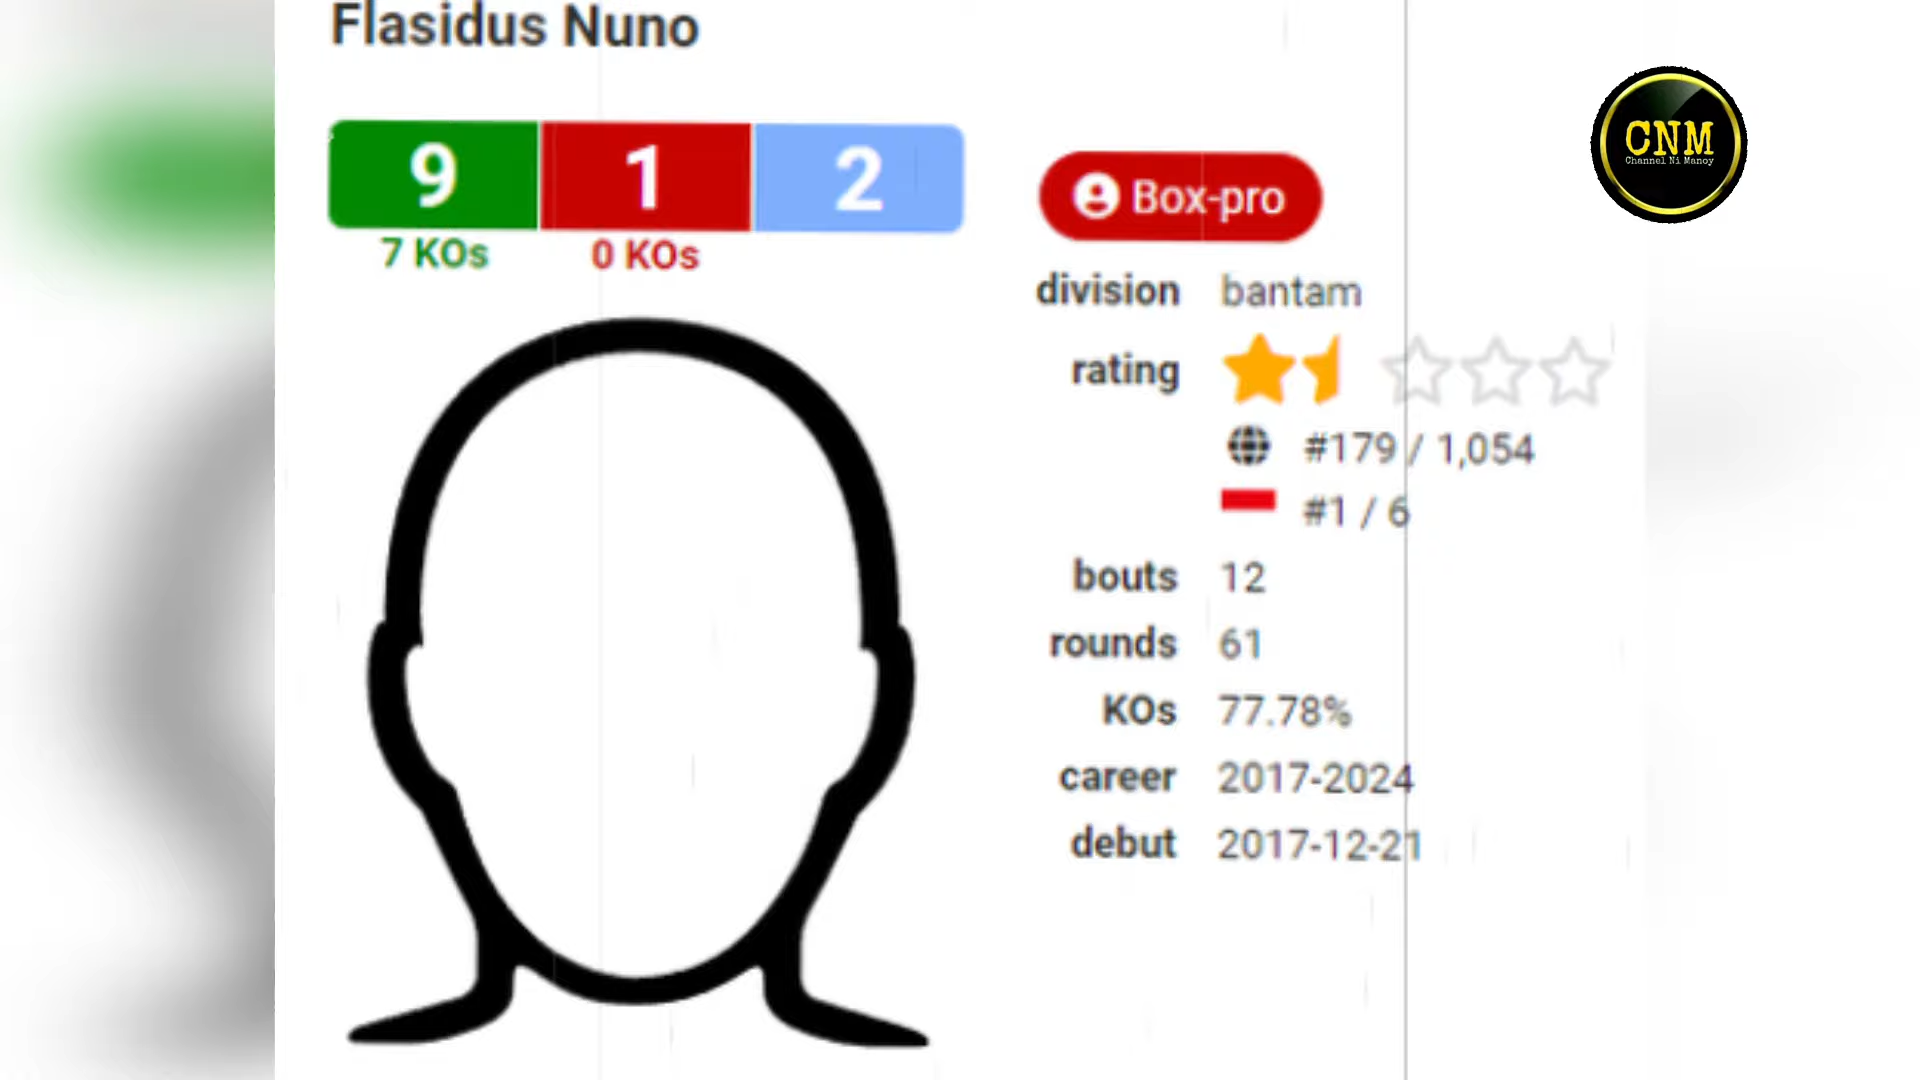 Flasidus Nuno
9 1 2
7 KOs 0 KOs
Box-pro
division bantam
rating
#179 / 1,054
#1 / 6
bouts 12
rounds 61
KOs 77.78%
career 2017-2024
debut 2017-12-21
CNM
Channel Ni Manoy